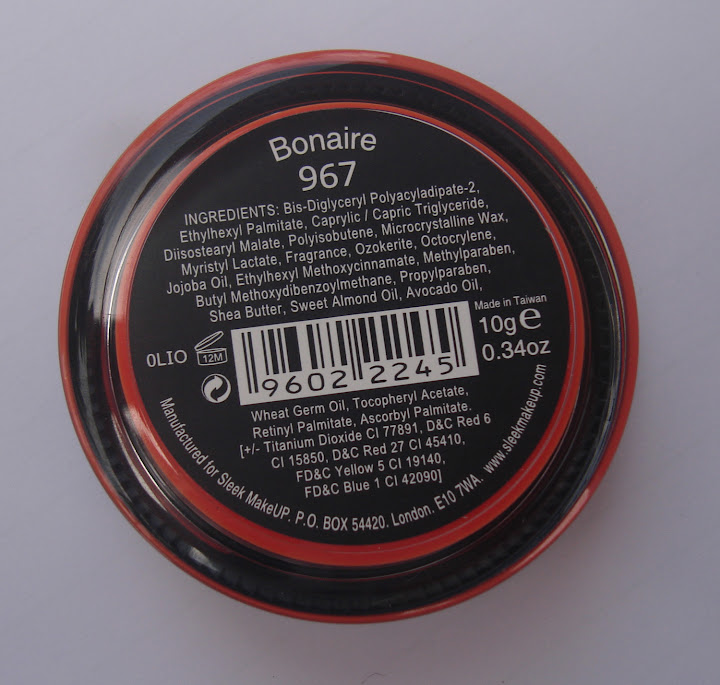 Bonaire
967
INGREDIENTS: Bis-Diglyceryl Polyacyladipate-2,
Ethylhexyl Palmitate, Caprylic / Capric Triglyceride,
Diisostearyl Malate, Polyisobutene, Microcrystalline Wax,
Myristyl Lactate, Fragrance, Ozokerite, Octocrylene,
Jojoba Oil, Ethylhexyl Methoxycinnamate, Methylparaben,
Butyl Methoxydibenzoylmethane, Propylparaben,
Shea Butter, Sweet Almond Oil, Avocado Oil,
Made in Taiwan
0LIO
12M
9602 2245
10g e
0.34oz
Wheat Germ Oil, Tocopheryl Acetate,
Retinyl Palmitate, Ascorbyl Palmitate.
[+/- Titanium Dioxide CI 77891, D&C Red 6
CI 15850, D&C Red 27 CI 45410,
FD&C Yellow 5 CI 19140,
FD&C Blue 1 CI 42090]
Manufactured for Sleek MakeUP. P.O. BOX 54420. London. E10 7WA. www.sleekmakeup.com